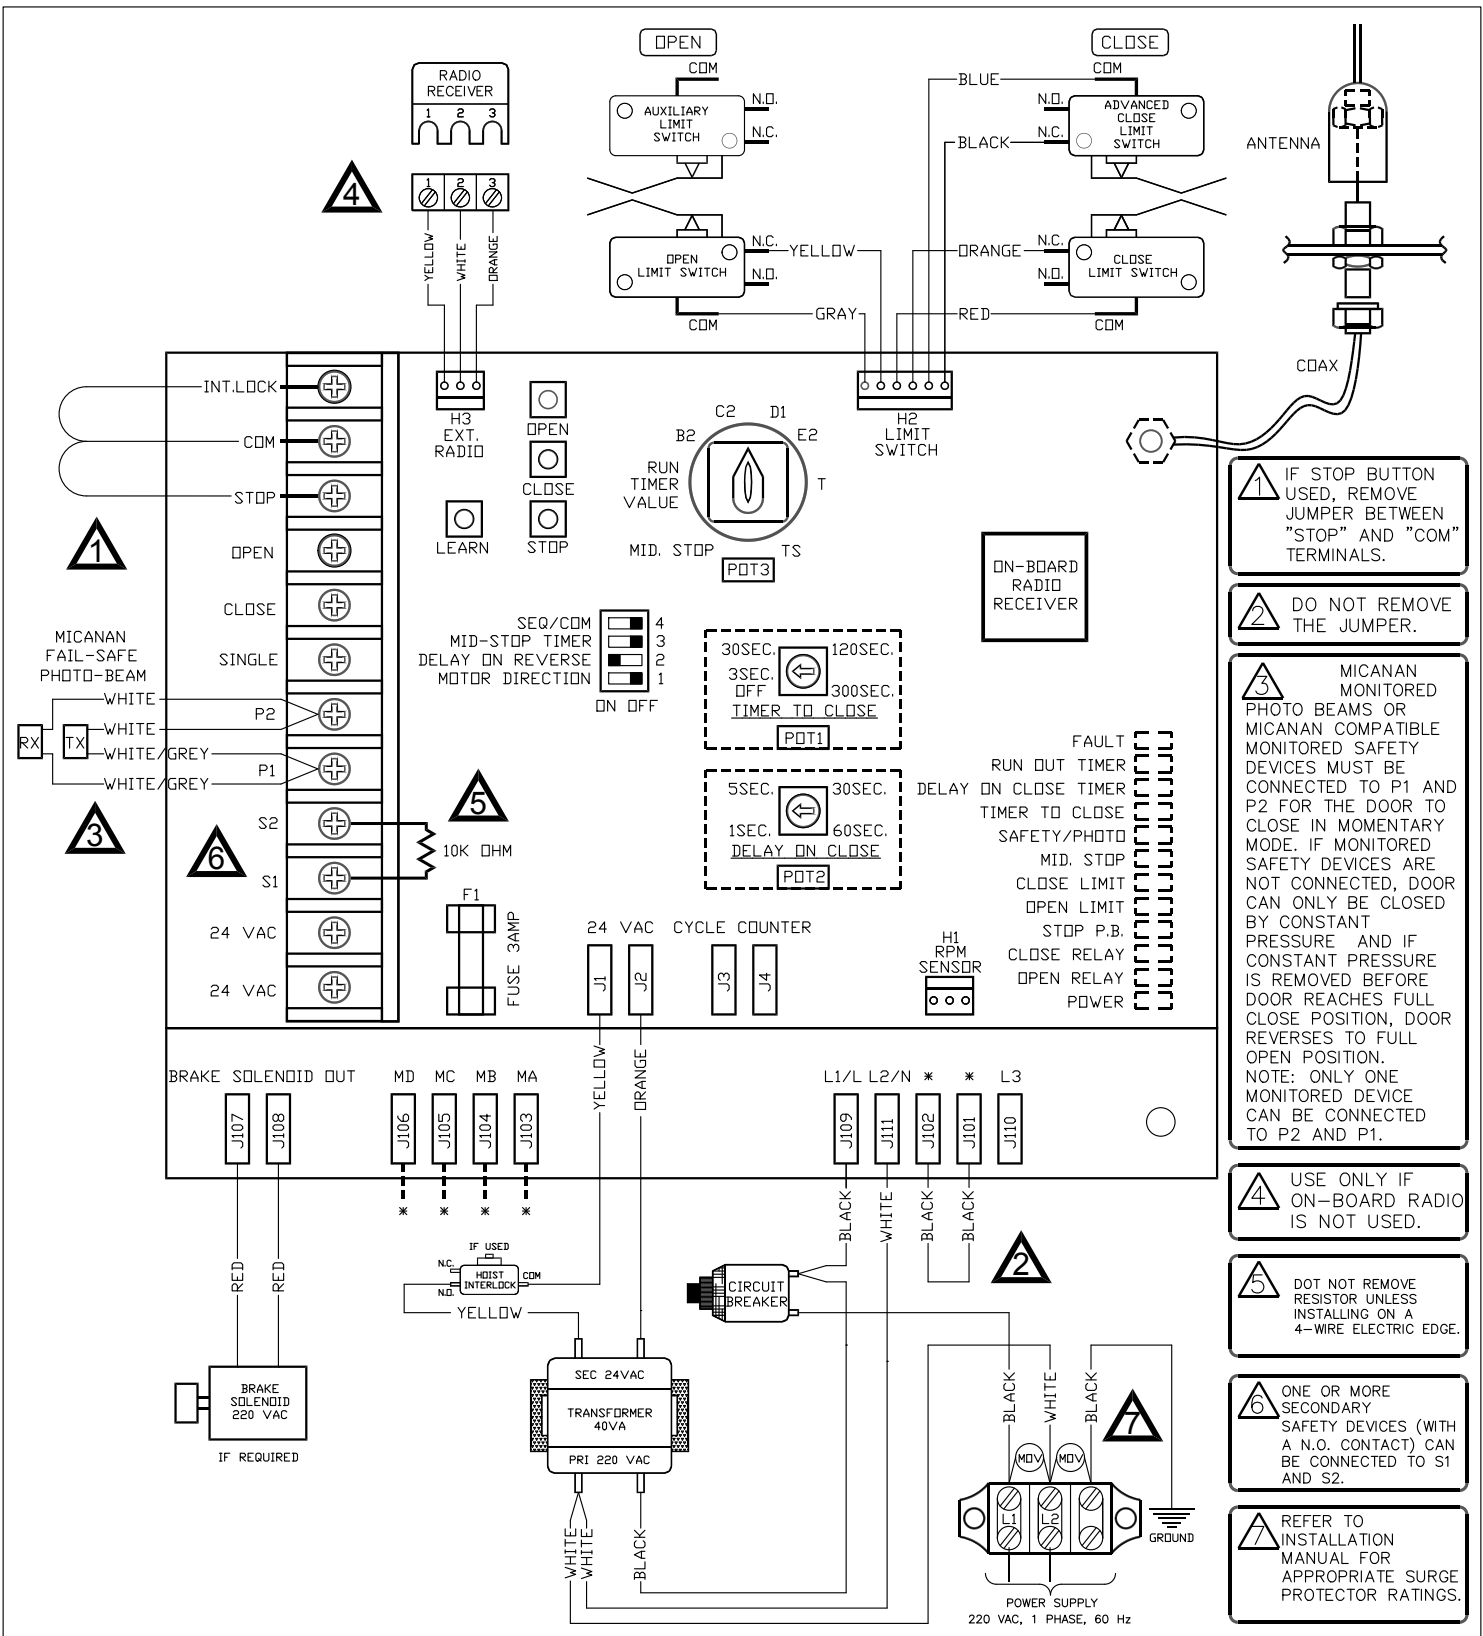 OPEN
CLOSE
COM
COM
RADIO
RECEIVER
1 2 3
AUXILIARY
LIMIT
SWITCH
N.O.
N.C.
BLUE
BLACK
N.O.
N.C.
ADVANCED
CLOSE
LIMIT
SWITCH
ANTENNA
4
1 2 3
YELLOW
WHITE
ORANGE
OPEN
LIMIT SWITCH
N.C.
N.O.
YELLOW
GRAY
COM
ORANGE
RED
N.C.
N.O.
CLOSE
LIMIT SWITCH
COM
COAX
INT.LOCK
COM
STOP
OPEN
CLOSE
SINGLE
P2
P1
S2
S1
24 VAC
24 VAC
1
MICANAN
FAIL-SAFE
PHOTO-BEAM
WHITE
WHITE
WHITE/GREY
WHITE/GREY
RX
TX
3
6
5
10K OHM
H3
EXT.
RADIO
OPEN
CLOSE
STOP
LEARN
H2
LIMIT
SWITCH
B2
C2
D1
E2
T
TS
RUN
TIMER
VALUE
MID. STOP
POT3
ON-BOARD
RADIO
RECEIVER
SEQ/COM 4
MID-STOP TIMER 3
DELAY ON REVERSE 2
MOTOR DIRECTION 1
ON OFF
30SEC.
120SEC.
3SEC.
OFF
300SEC.
TIMER TO CLOSE
POT1
5SEC.
30SEC.
1SEC.
60SEC.
DELAY ON CLOSE
POT2
FAULT
RUN OUT TIMER
DELAY ON CLOSE TIMER
TIMER TO CLOSE
SAFETY/PHOTO
MID. STOP
CLOSE LIMIT
OPEN LIMIT
STOP P.B.
CLOSE RELAY
OPEN RELAY
POWER
F1
FUSE 3AMP
24 VAC
CYCLE COUNTER
J1
J2
J3
J4
H1
RPM
SENSOR
BRAKE SOLENOID OUT
J107
J108
MD MC MB MA
J106
J105
J104
J103
* * * *
YELLOW
ORANGE
L1/L L2/N * * L3
J109
J111
J102
J101
J110
BLACK
WHITE
BLACK
BLACK
2
RED
RED
BRAKE
SOLENOID
220 VAC
IF REQUIRED
IF USED
N.C.
HOIST
INTERLOCK
COM
N.O.
YELLOW
CIRCUIT
BREAKER
SEC 24VAC
TRANSFORMER
40VA
PRI 220 VAC
WHITE
WHITE
BLACK
BLACK
WHITE
BLACK
7
MOV
MOV
L1
L2
GROUND
POWER SUPPLY
220 VAC, 1 PHASE, 60 Hz
1 IF STOP BUTTON
USED, REMOVE
JUMPER BETWEEN
"STOP" AND "COM"
TERMINALS.
2 DO NOT REMOVE
THE JUMPER.
3 MICANAN
MONITORED
PHOTO BEAMS OR
MICANAN COMPATIBLE
MONITORED SAFETY
DEVICES MUST BE
CONNECTED TO P1 AND
P2 FOR THE DOOR TO
CLOSE IN MOMENTARY
MODE. IF MONITORED
SAFETY DEVICES ARE
NOT CONNECTED, DOOR
CAN ONLY BE CLOSED
BY CONSTANT
PRESSURE AND IF
CONSTANT PRESSURE
IS REMOVED BEFORE
DOOR REACHES FULL
CLOSE POSITION, DOOR
REVERSES TO FULL
OPEN POSITION.
NOTE: ONLY ONE
MONITORED DEVICE
CAN BE CONNECTED
TO P2 AND P1.
4 USE ONLY IF
ON-BOARD RADIO
IS NOT USED.
5 DOT NOT REMOVE
RESISTOR UNLESS
INSTALLING ON A
4-WIRE ELECTRIC EDGE.
6 ONE OR MORE
SECONDARY
SAFETY DEVICES (WITH
A N.O. CONTACT) CAN
BE CONNECTED TO S1
AND S2.
7 REFER TO
INSTALLATION
MANUAL FOR
APPROPRIATE SURGE
PROTECTOR RATINGS.